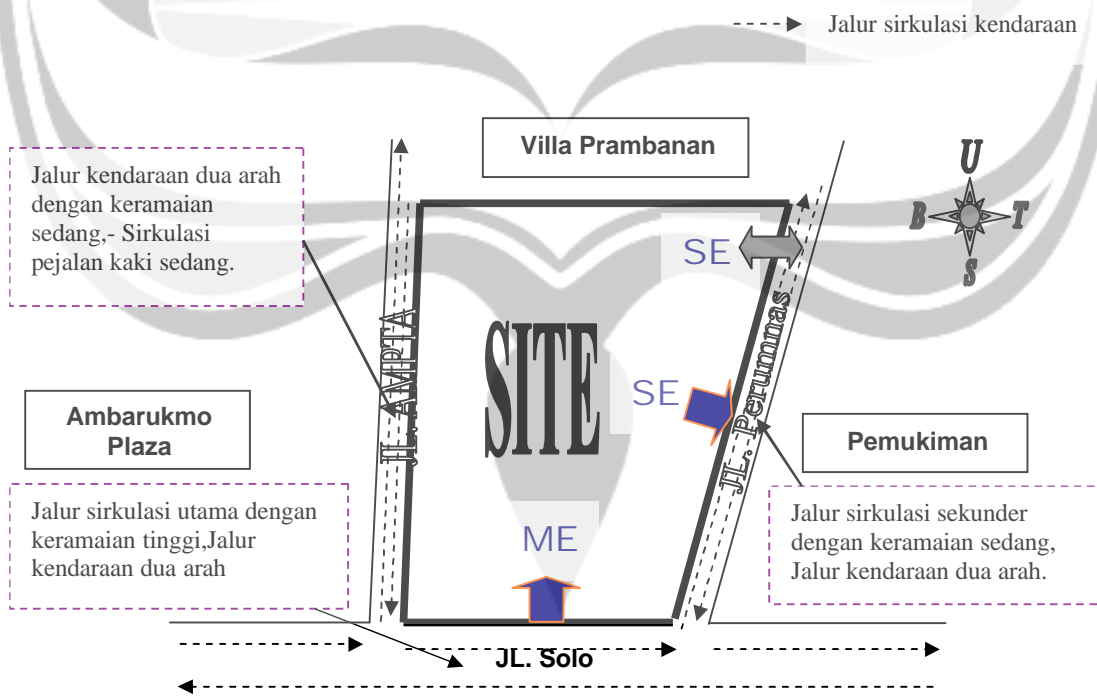 Jalur sirkulasi kendaraan
Villa Prambanan
Jalur kendaraan dua arah
dengan keramaian
sedang,- Sirkulasi
pejalan kaki sedang.
U
B
T
S
SE
JL. AMPTA
SITE
SE
JL. Perumnas
Ambarukmo
Plaza
Pemukiman
Jalur sirkulasi utama dengan
keramaian tinggi,Jalur
kendaraan dua arah
ME
Jalur sirkulasi sekunder
dengan keramaian sedang,
Jalur kendaraan dua arah.
JL. Solo